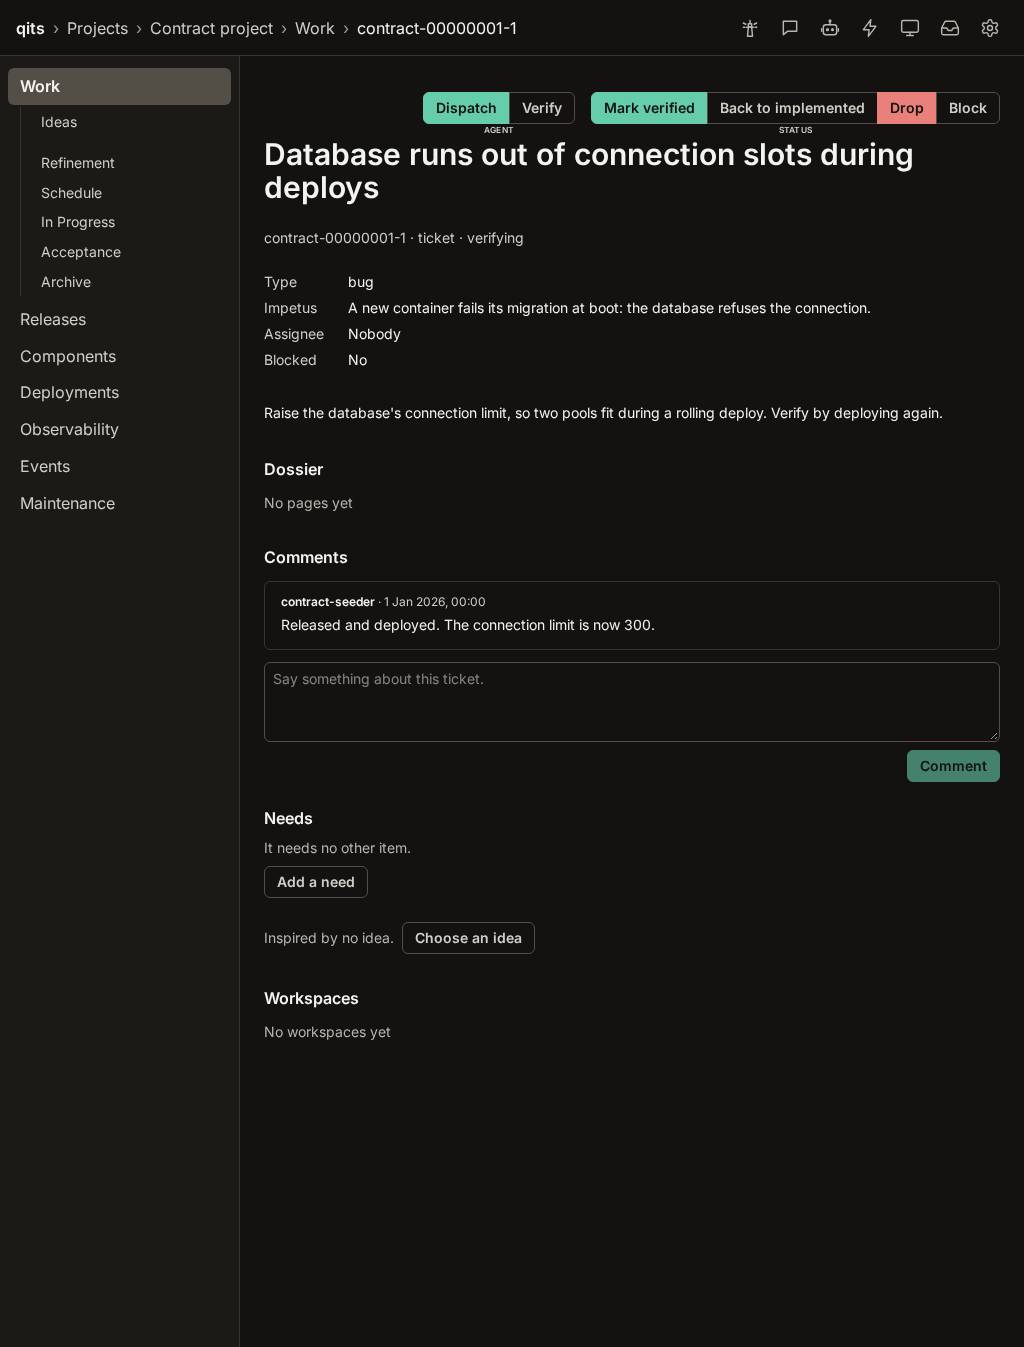 qits › Projects › Contract project › Work › contract-00000001-1
Work
Ideas
Refinement
Schedule
In Progress
Acceptance
Archive
Releases
Components
Deployments
Observability
Events
Maintenance
Dispatch Verify Mark verified Back to implemented Drop Block
AGENT STATUS
Database runs out of connection slots during
deploys
contract-00000001-1 · ticket · verifying
Type bug
Impetus A new container fails its migration at boot: the database refuses the connection.
Assignee Nobody
Blocked No
Raise the database's connection limit, so two pools fit during a rolling deploy. Verify by deploying again.
Dossier
No pages yet
Comments
contract-seeder · 1 Jan 2026, 00:00
Released and deployed. The connection limit is now 300.
Say something about this ticket.
Comment
Needs
It needs no other item.
Add a need
Inspired by no idea. Choose an idea
Workspaces
No workspaces yet